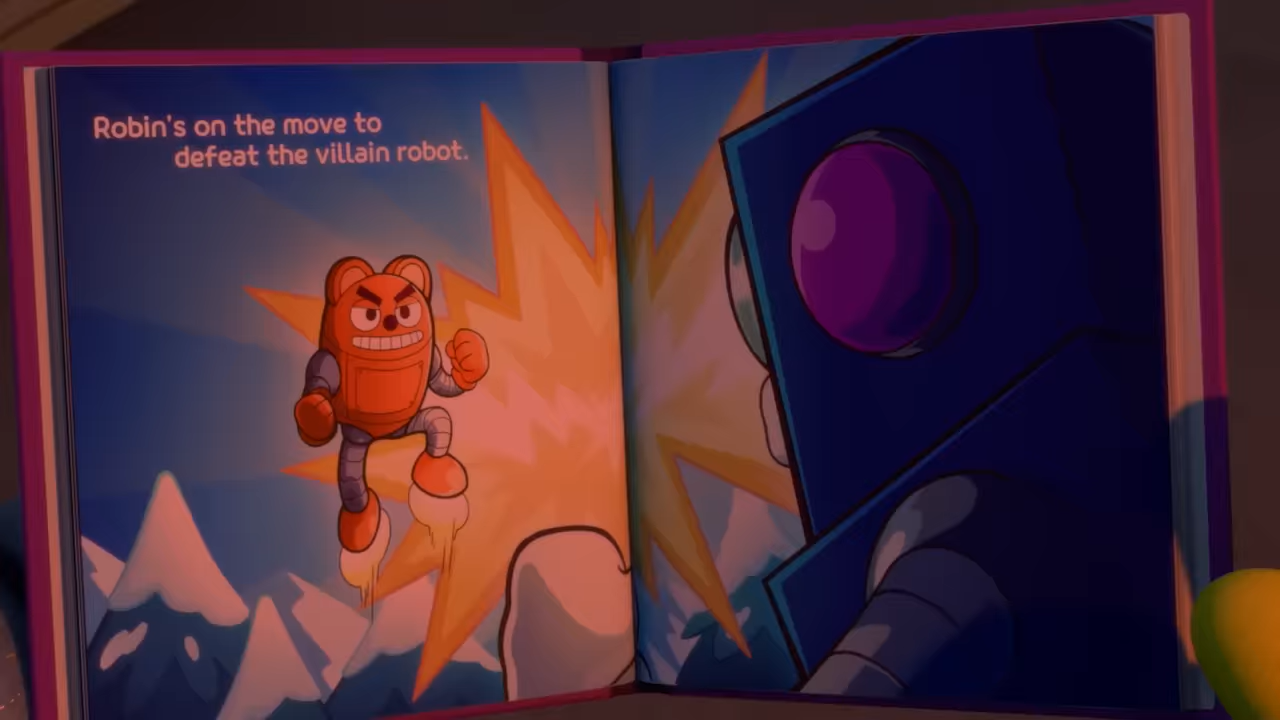 Robin's on the move to
defeat the villain robot.